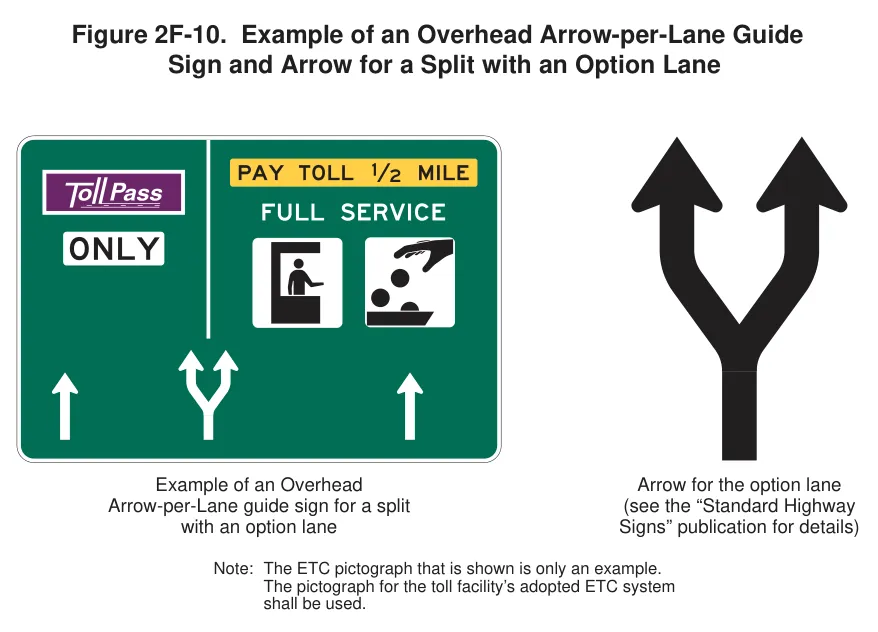 Figure 2F-10.  Example of an Overhead Arrow-per-Lane Guide
Sign and Arrow for a Split with an Option Lane
Toll Pass
ONLY
PAY TOLL 1/2 MILE
FULL SERVICE
Example of an Overhead
Arrow-per-Lane guide sign for a split
with an option lane
Arrow for the option lane
(see the “Standard Highway
Signs” publication for details)
Note:  The ETC pictograph that is shown is only an example.
The pictograph for the toll facility’s adopted ETC system
shall be used.